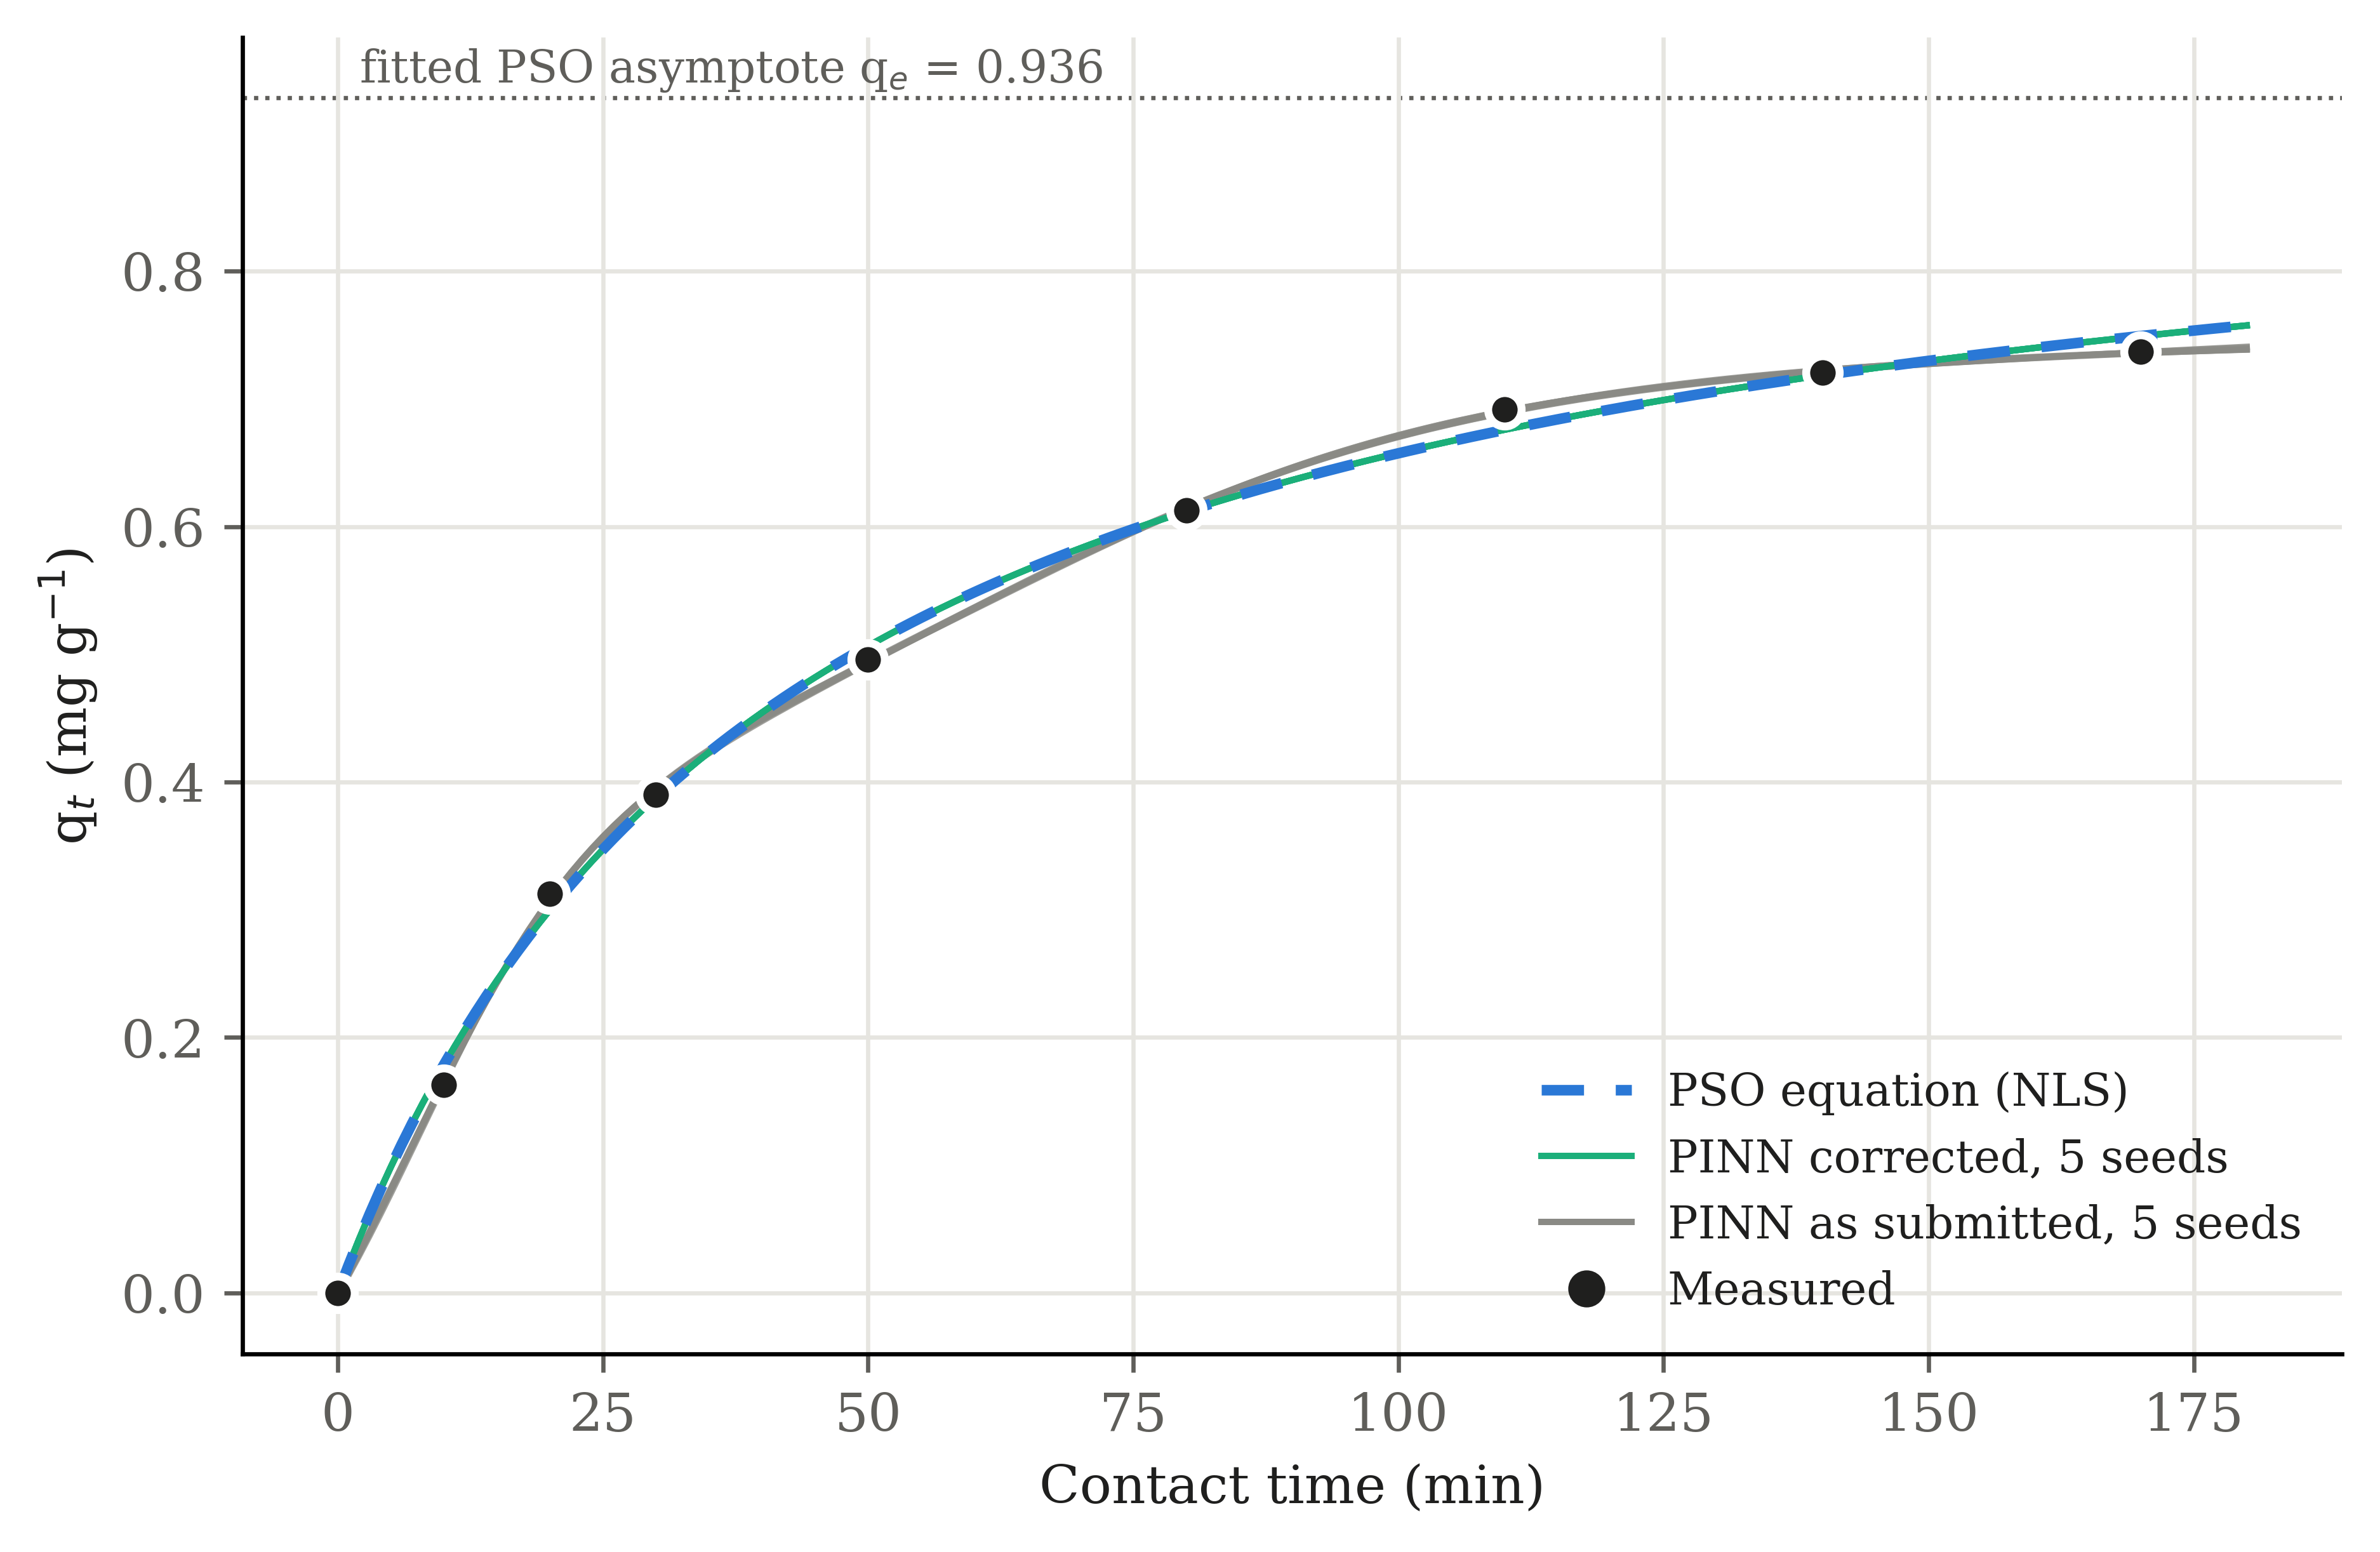 fitted PSO asymptote qₑ = 0.936
0.8
0.6
0.4
0.2
0.0
qₜ (mg g⁻¹)
PSO equation (NLS)
PINN corrected, 5 seeds
PINN as submitted, 5 seeds
Measured
0 25 50 75 100 125 150 175
Contact time (min)